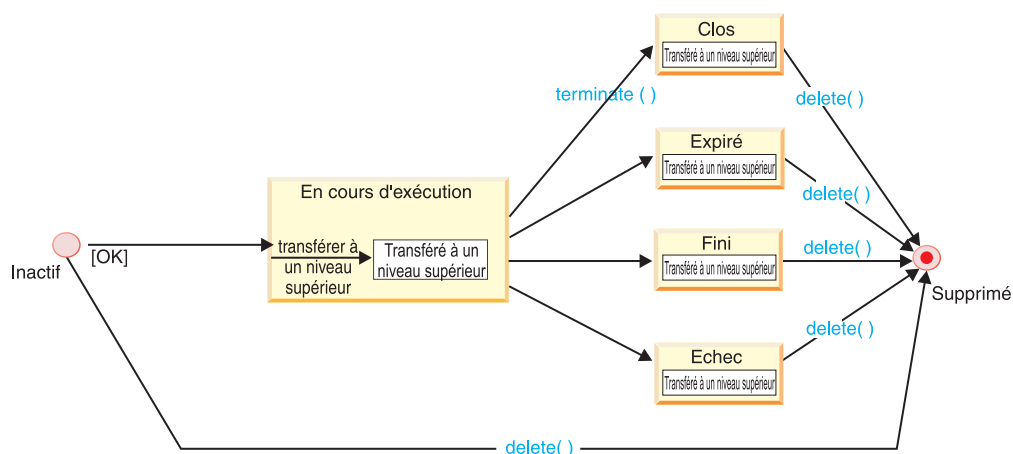 Clos
Transféré à un niveau supérieur
terminate ( )
delete( )
Expiré
Transféré à un niveau supérieur
delete( )
En cours d'exécution
transférer à
un niveau
supérieur
Transféré à un
niveau supérieur
Inactif
[OK]
Fini
Transféré à un niveau supérieur
delete( )
Supprimé
Echec
Transféré à un niveau supérieur
delete( )
delete( )